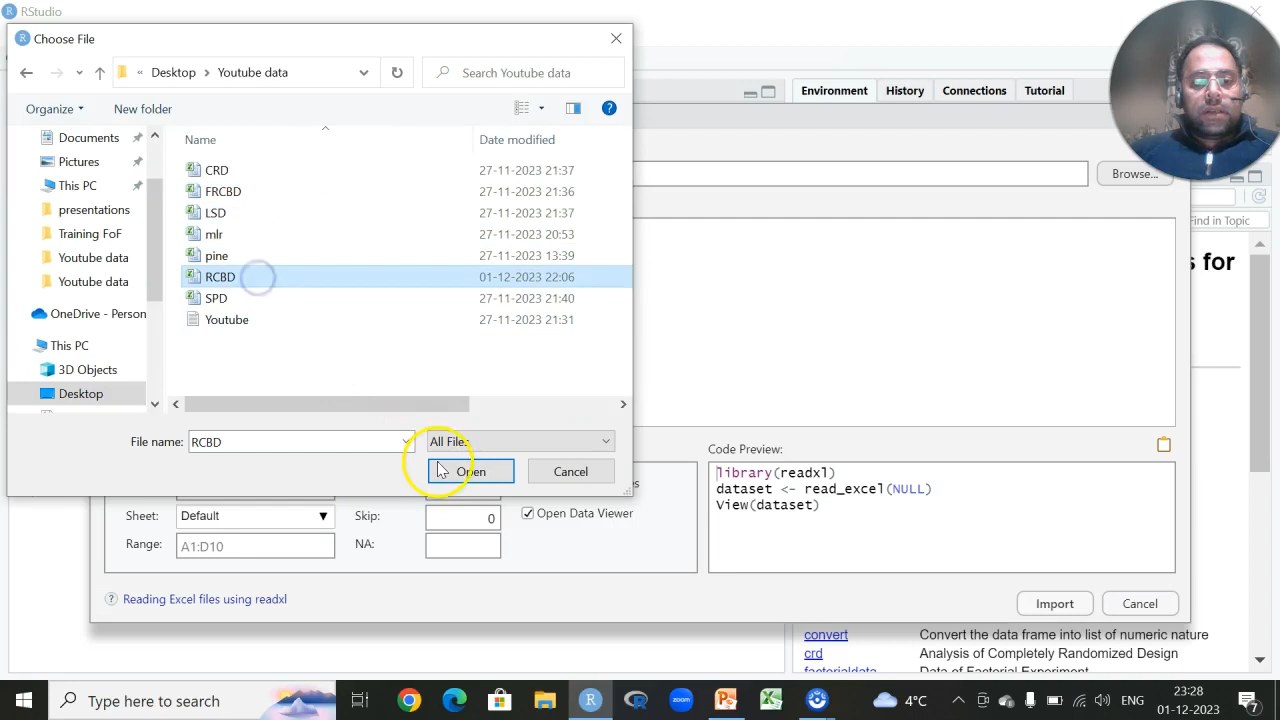 RStudio
Choose File
« Desktop › Youtube data
Search Youtube data
Organize
New folder
Documents
Pictures
This PC
presentations
Training FoF
Youtube data
Youtube data
OneDrive - Person
This PC
3D Objects
Desktop
Name
Date modified
CRD 27-11-2023 21:37
FRCBD 27-11-2023 21:36
LSD 27-11-2023 21:37
mlr 27-11-2023 20:53
pine 27-11-2023 13:39
RCBD 01-12-2023 22:06
SPD 27-11-2023 21:40
Youtube 27-11-2023 21:31
File name: RCBD
All Files
Open
Cancel
Environment
History
Connections
Tutorial
Browse...
Find in Topic
s for
Code Preview:
library(readxl)
dataset <- read_excel(NULL)
View(dataset)
Sheet: Default
Skip: 0
Open Data Viewer
Range: A1:D10
NA:
Reading Excel files using readxl
Import
Cancel
convert Convert the data frame into list of numeric nature
crd Analysis of Completely Randomized Design
factorialdata Data of Factorial Experiment
Type here to search
zoom
4°C
ENG
23:28
01-12-2023
7